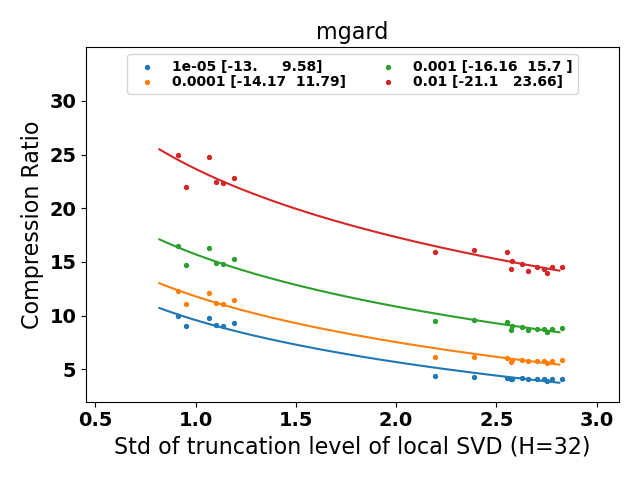 mgard
1e-05 [-13.     9.58]
0.0001 [-14.17  11.79]
0.001 [-16.16  15.7 ]
0.01 [-21.1   23.66]
Compression Ratio
30
25
20
15
10
5
0.5 1.0 1.5 2.0 2.5 3.0
Std of truncation level of local SVD (H=32)